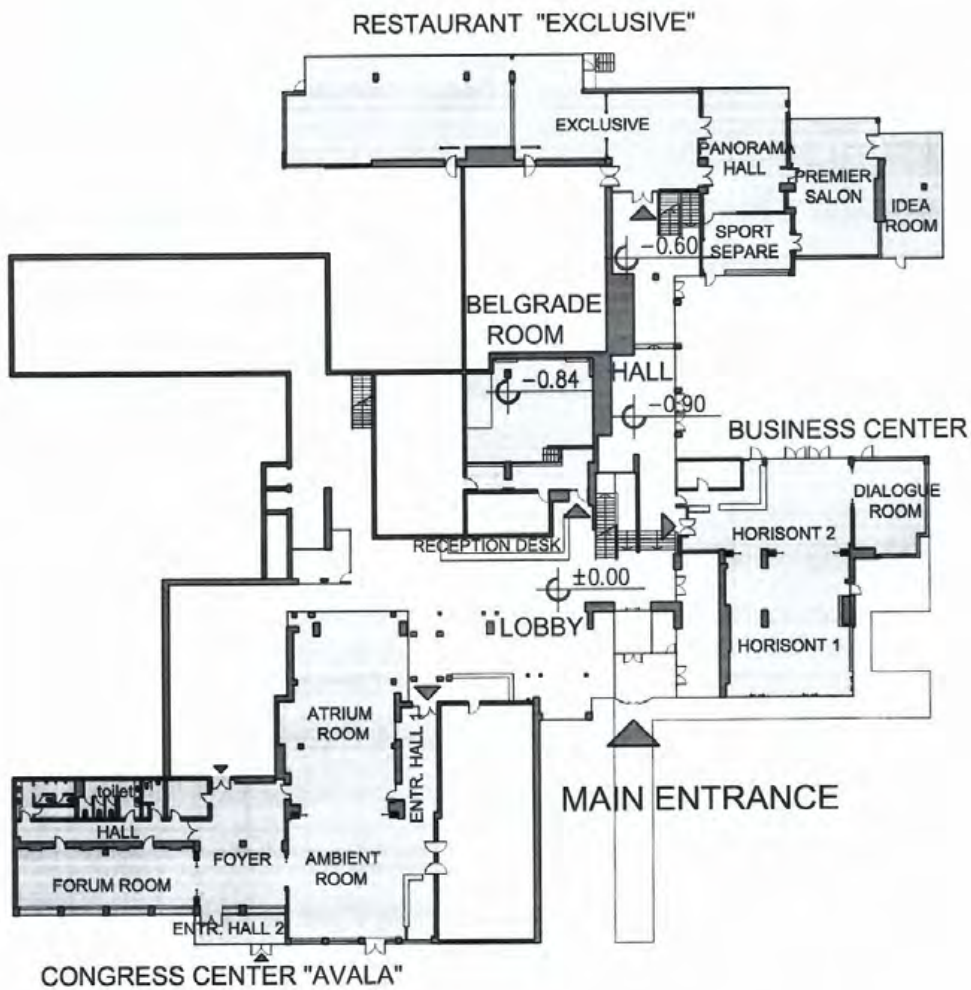 RESTAURANT "EXCLUSIVE"
EXCLUSIVE
PANORAMA
HALL
PREMIER
SALON
IDEA
ROOM
SPORT
SEPARE
-0.60
BELGRADE
ROOM
HALL
-0.84
-0.90
BUSINESS CENTER
DIALOGUE
ROOM
HORISONT 2
RECEPTION DESK
±0.00
LOBBY
HORISONT 1
ATRIUM
ROOM
ENTR. HALL 1
MAIN ENTRANCE
toilet
HALL
FOYER
AMBIENT
ROOM
FORUM ROOM
ENTR. HALL 2
CONGRESS CENTER "AVALA"